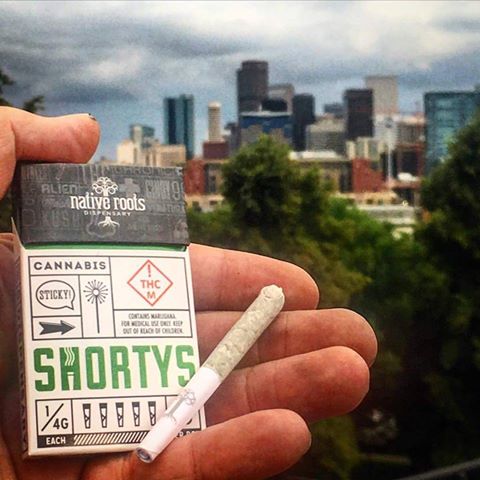 ALIEN
KUSH
native roots
DISPENSARY
CANNABIS
STICKY!
!
THC
M
CONTAINS MARIJUANA.
FOR MEDICAL USE ONLY. KEEP
OUT OF REACH OF CHILDREN.
SHORTYS
1/4G
EACH